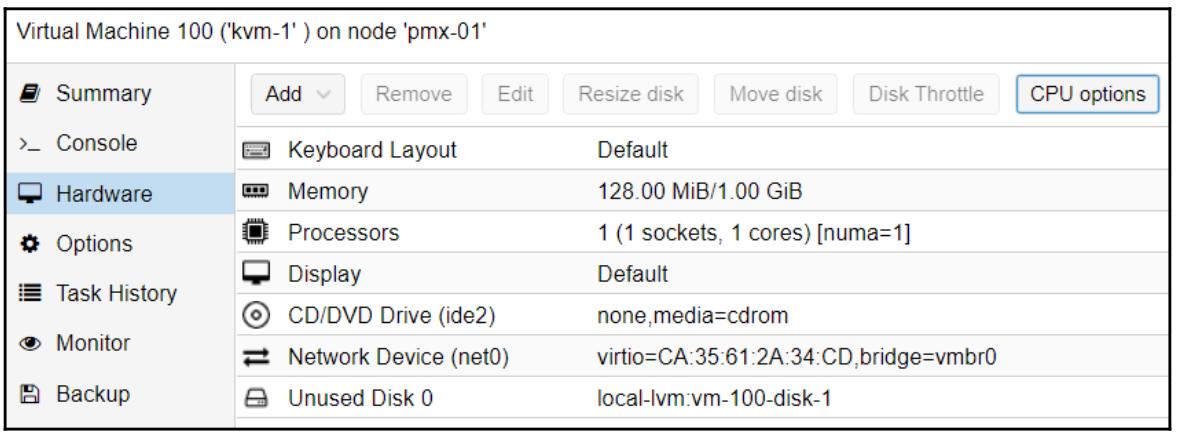 Virtual Machine 100 ('kvm-1' ) on node 'pmx-01'
Summary
Console
Hardware
Options
Task History
Monitor
Backup
Add Remove Edit Resize disk Move disk Disk Throttle CPU options
Keyboard Layout Default
Memory 128.00 MiB/1.00 GiB
Processors 1 (1 sockets, 1 cores) [numa=1]
Display Default
CD/DVD Drive (ide2) none,media=cdrom
Network Device (net0) virtio=CA:35:61:2A:34:CD,bridge=vmbr0
Unused Disk 0 local-lvm:vm-100-disk-1